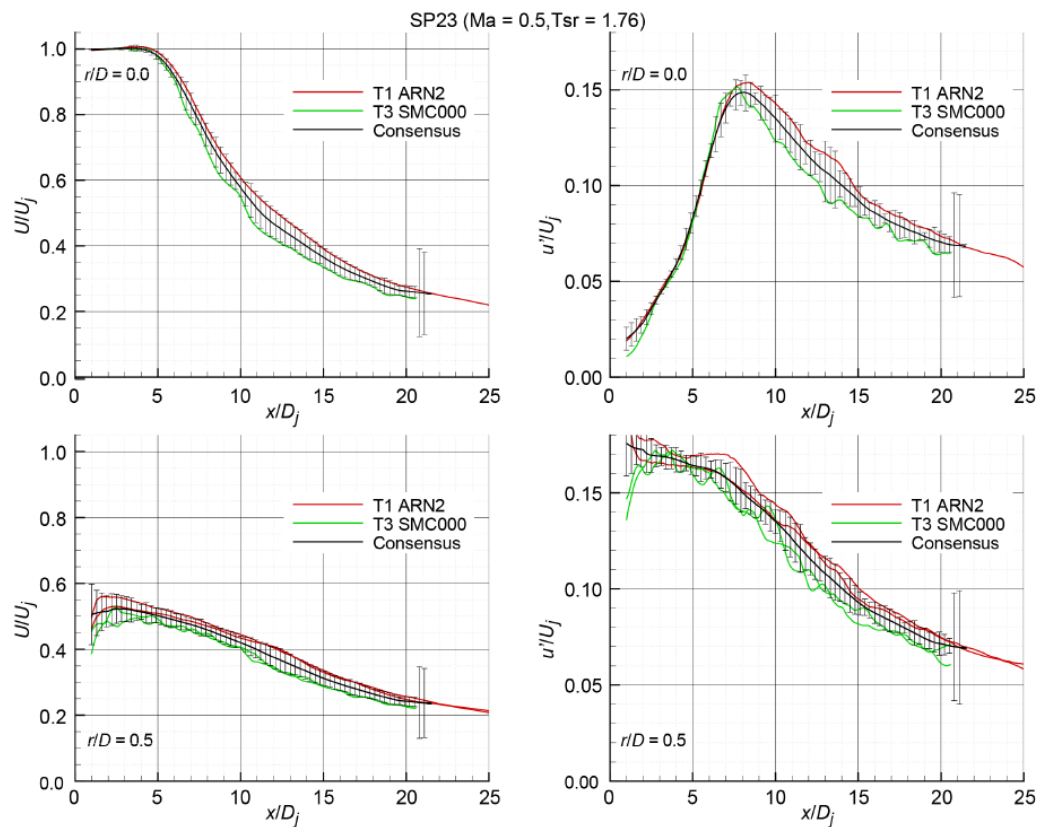 SP23 (Ma = 0.5,Tsr = 1.76)
1.0
0.8
0.6
0.4
0.2
0.0
U/Uj
r/D = 0.0
T1 ARN2
T3 SMC000
Consensus
0 5 10 15 20 25
x/Dj
0.15
0.10
0.05
0.00
u'/Uj
r/D = 0.0
T1 ARN2
T3 SMC000
Consensus
0 5 10 15 20 25
x/Dj
1.0
0.8
0.6
0.4
0.2
0.0
U/Uj
T1 ARN2
T3 SMC000
Consensus
r/D = 0.5
0 5 10 15 20 25
x/Dj
0.15
0.10
0.05
0.00
u'/Uj
T1 ARN2
T3 SMC000
Consensus
r/D = 0.5
0 5 10 15 20 25
x/Dj